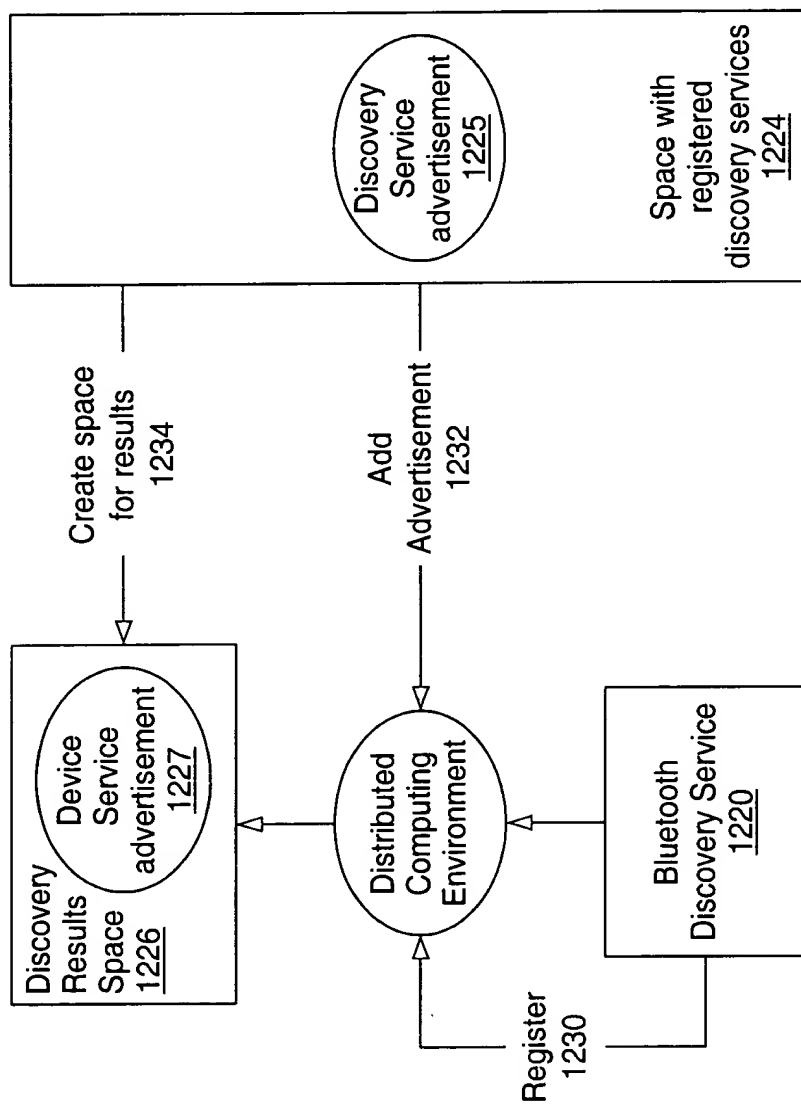 Discovery
Results
Space
1226
Device
Service
advertisement
1227
Create space
for results
1234
Discovery
Service
advertisement
1225
Space with
registered
discovery services
1224
Distributed
Computing
Environment
Add
Advertisement
1232
Register
1230
Bluetooth
Discovery Service
1220